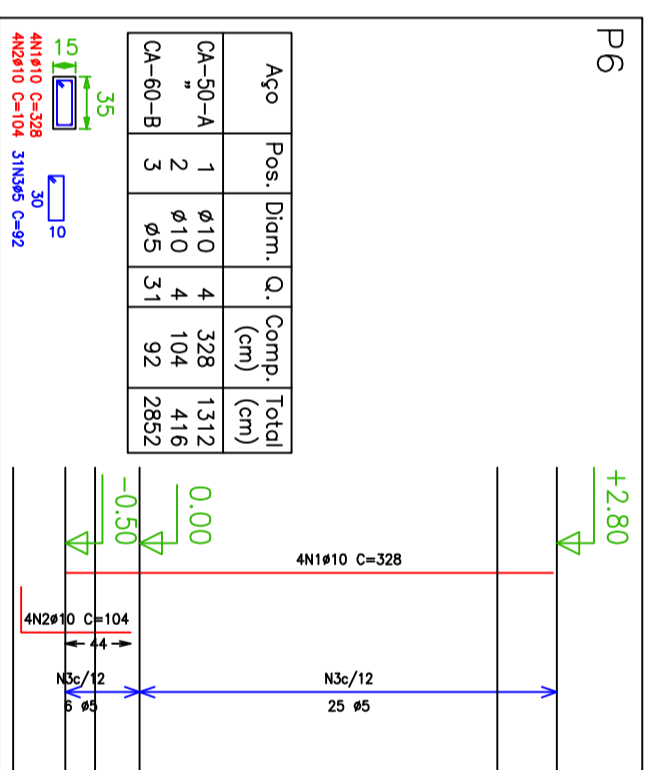 P6
Aço Pos. Diam. Q. Comp. (cm) Total (cm)
CA-50-A 1 ø10 4 328 1312
" 2 ø10 4 104 416
CA-60-B 3 ø5 31 92 2852
35
15
4N1ø10 C=328
4N2ø10 C=104
30
10
31N3ø5 C=92
+2.80
0.00
-0.50
4N1ø10 C=328
4N2ø10 C=104
44
N3c/12
25 ø5
N3c/12
6 ø5